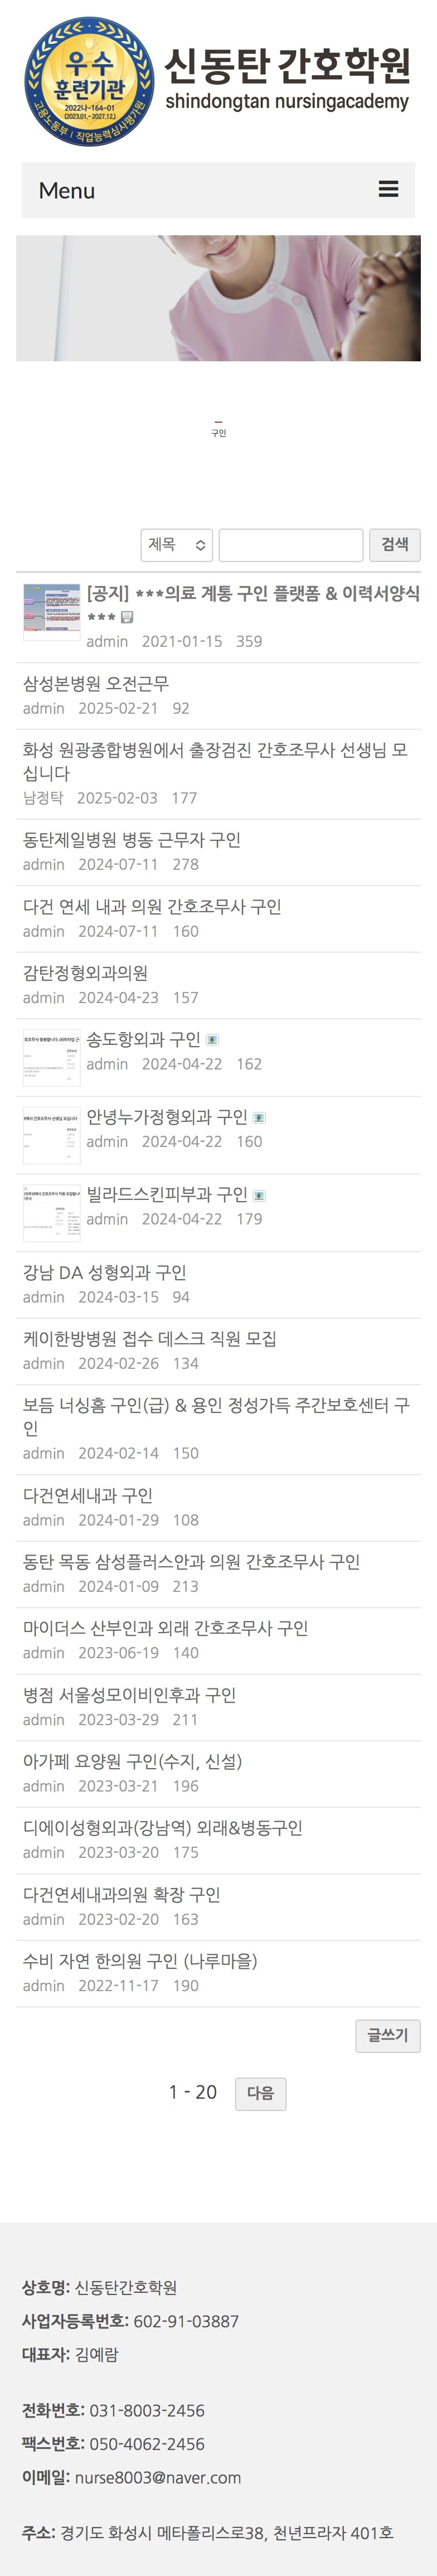 우수
훈련기관
2022나-164-01
(2023.01.~2027.12.)
고용노동부 / 직업능력심사평가원
신동탄 간호학원
shindongtan nursingacademy
Menu
구인
제목
검색
[공지] ***의료 계통 구인 플랫폼 & 이력서양식
***
admin 2021-01-15 359
삼성본병원 오전근무
admin 2025-02-21 92
화성 원광종합병원에서 출장검진 간호조무사 선생님 모
십니다
남정탁 2025-02-03 177
동탄제일병원 병동 근무자 구인
admin 2024-07-11 278
다건 연세 내과 의원 간호조무사 구인
admin 2024-07-11 160
감탄정형외과의원
admin 2024-04-23 157
송도항외과 구인
admin 2024-04-22 162
안녕누가정형외과 구인
admin 2024-04-22 160
빌라드스킨피부과 구인
admin 2024-04-22 179
강남 DA 성형외과 구인
admin 2024-03-15 94
케이한방병원 접수 데스크 직원 모집
admin 2024-02-26 134
보듬 너싱홈 구인(급) & 용인 정성가득 주간보호센터 구
인
admin 2024-02-14 150
다건연세내과 구인
admin 2024-01-29 108
동탄 목동 삼성플러스안과 의원 간호조무사 구인
admin 2024-01-09 213
마이더스 산부인과 외래 간호조무사 구인
admin 2023-06-19 140
병점 서울성모이비인후과 구인
admin 2023-03-29 211
아가페 요양원 구인(수지, 신설)
admin 2023-03-21 196
디에이성형외과(강남역) 외래&병동구인
admin 2023-03-20 175
다건연세내과의원 확장 구인
admin 2023-02-20 163
수비 자연 한의원 구인 (나루마을)
admin 2022-11-17 190
글쓰기
1 - 20
다음
상호명: 신동탄간호학원
사업자등록번호: 602-91-03887
대표자: 김예람
전화번호: 031-8003-2456
팩스번호: 050-4062-2456
이메일: nurse8003@naver.com
주소: 경기도 화성시 메타폴리스로38, 천년프라자 401호